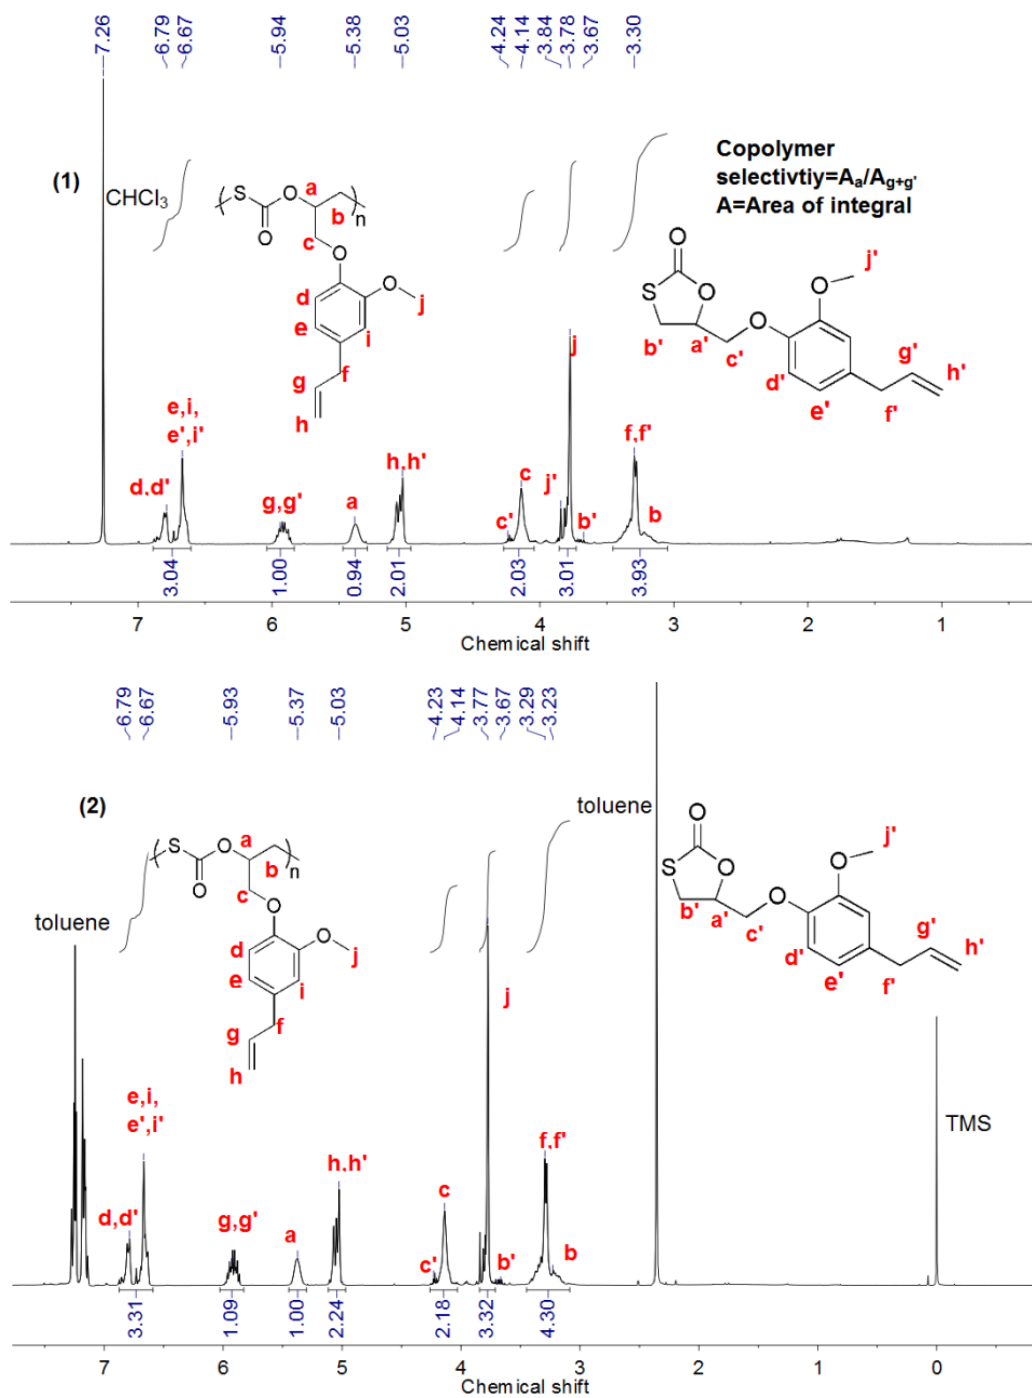 7.26
6.79
6.67
5.94
5.38
5.03
4.24
4.14
3.84
3.78
3.67
3.30
(1)
CHCl3
S
O
O
n
a
b
c
O
d
O
j
e
i
g
f
h
Copolymer
selectivtiy=Aa/Ag+g'
A=Area of integral
O
S
O
b'
a'
c'
O
O
j'
d'
e'
g'
h'
f'
d,d'
e,i,
e',i'
g,g'
a
h,h'
c'
c
j'
j
b'
f,f'
b
3.04
1.00
0.94
2.01
2.03
3.01
3.93
7
6
5
4
3
2
1
Chemical shift
6.79
6.67
5.93
5.37
5.03
4.23
4.14
3.77
3.67
3.29
3.23
(2)
toluene
toluene
S
O
O
n
a
b
c
O
d
O
j
e
i
g
f
h
O
S
O
b'
a'
c'
O
O
j'
d'
e'
g'
h'
f'
TMS
d,d'
e,i,
e',i'
g,g'
a
h,h'
c'
c
j
b'
f,f'
b
3.31
1.09
1.00
2.24
2.18
3.32
4.30
7
6
5
4
3
2
1
0
Chemical shift